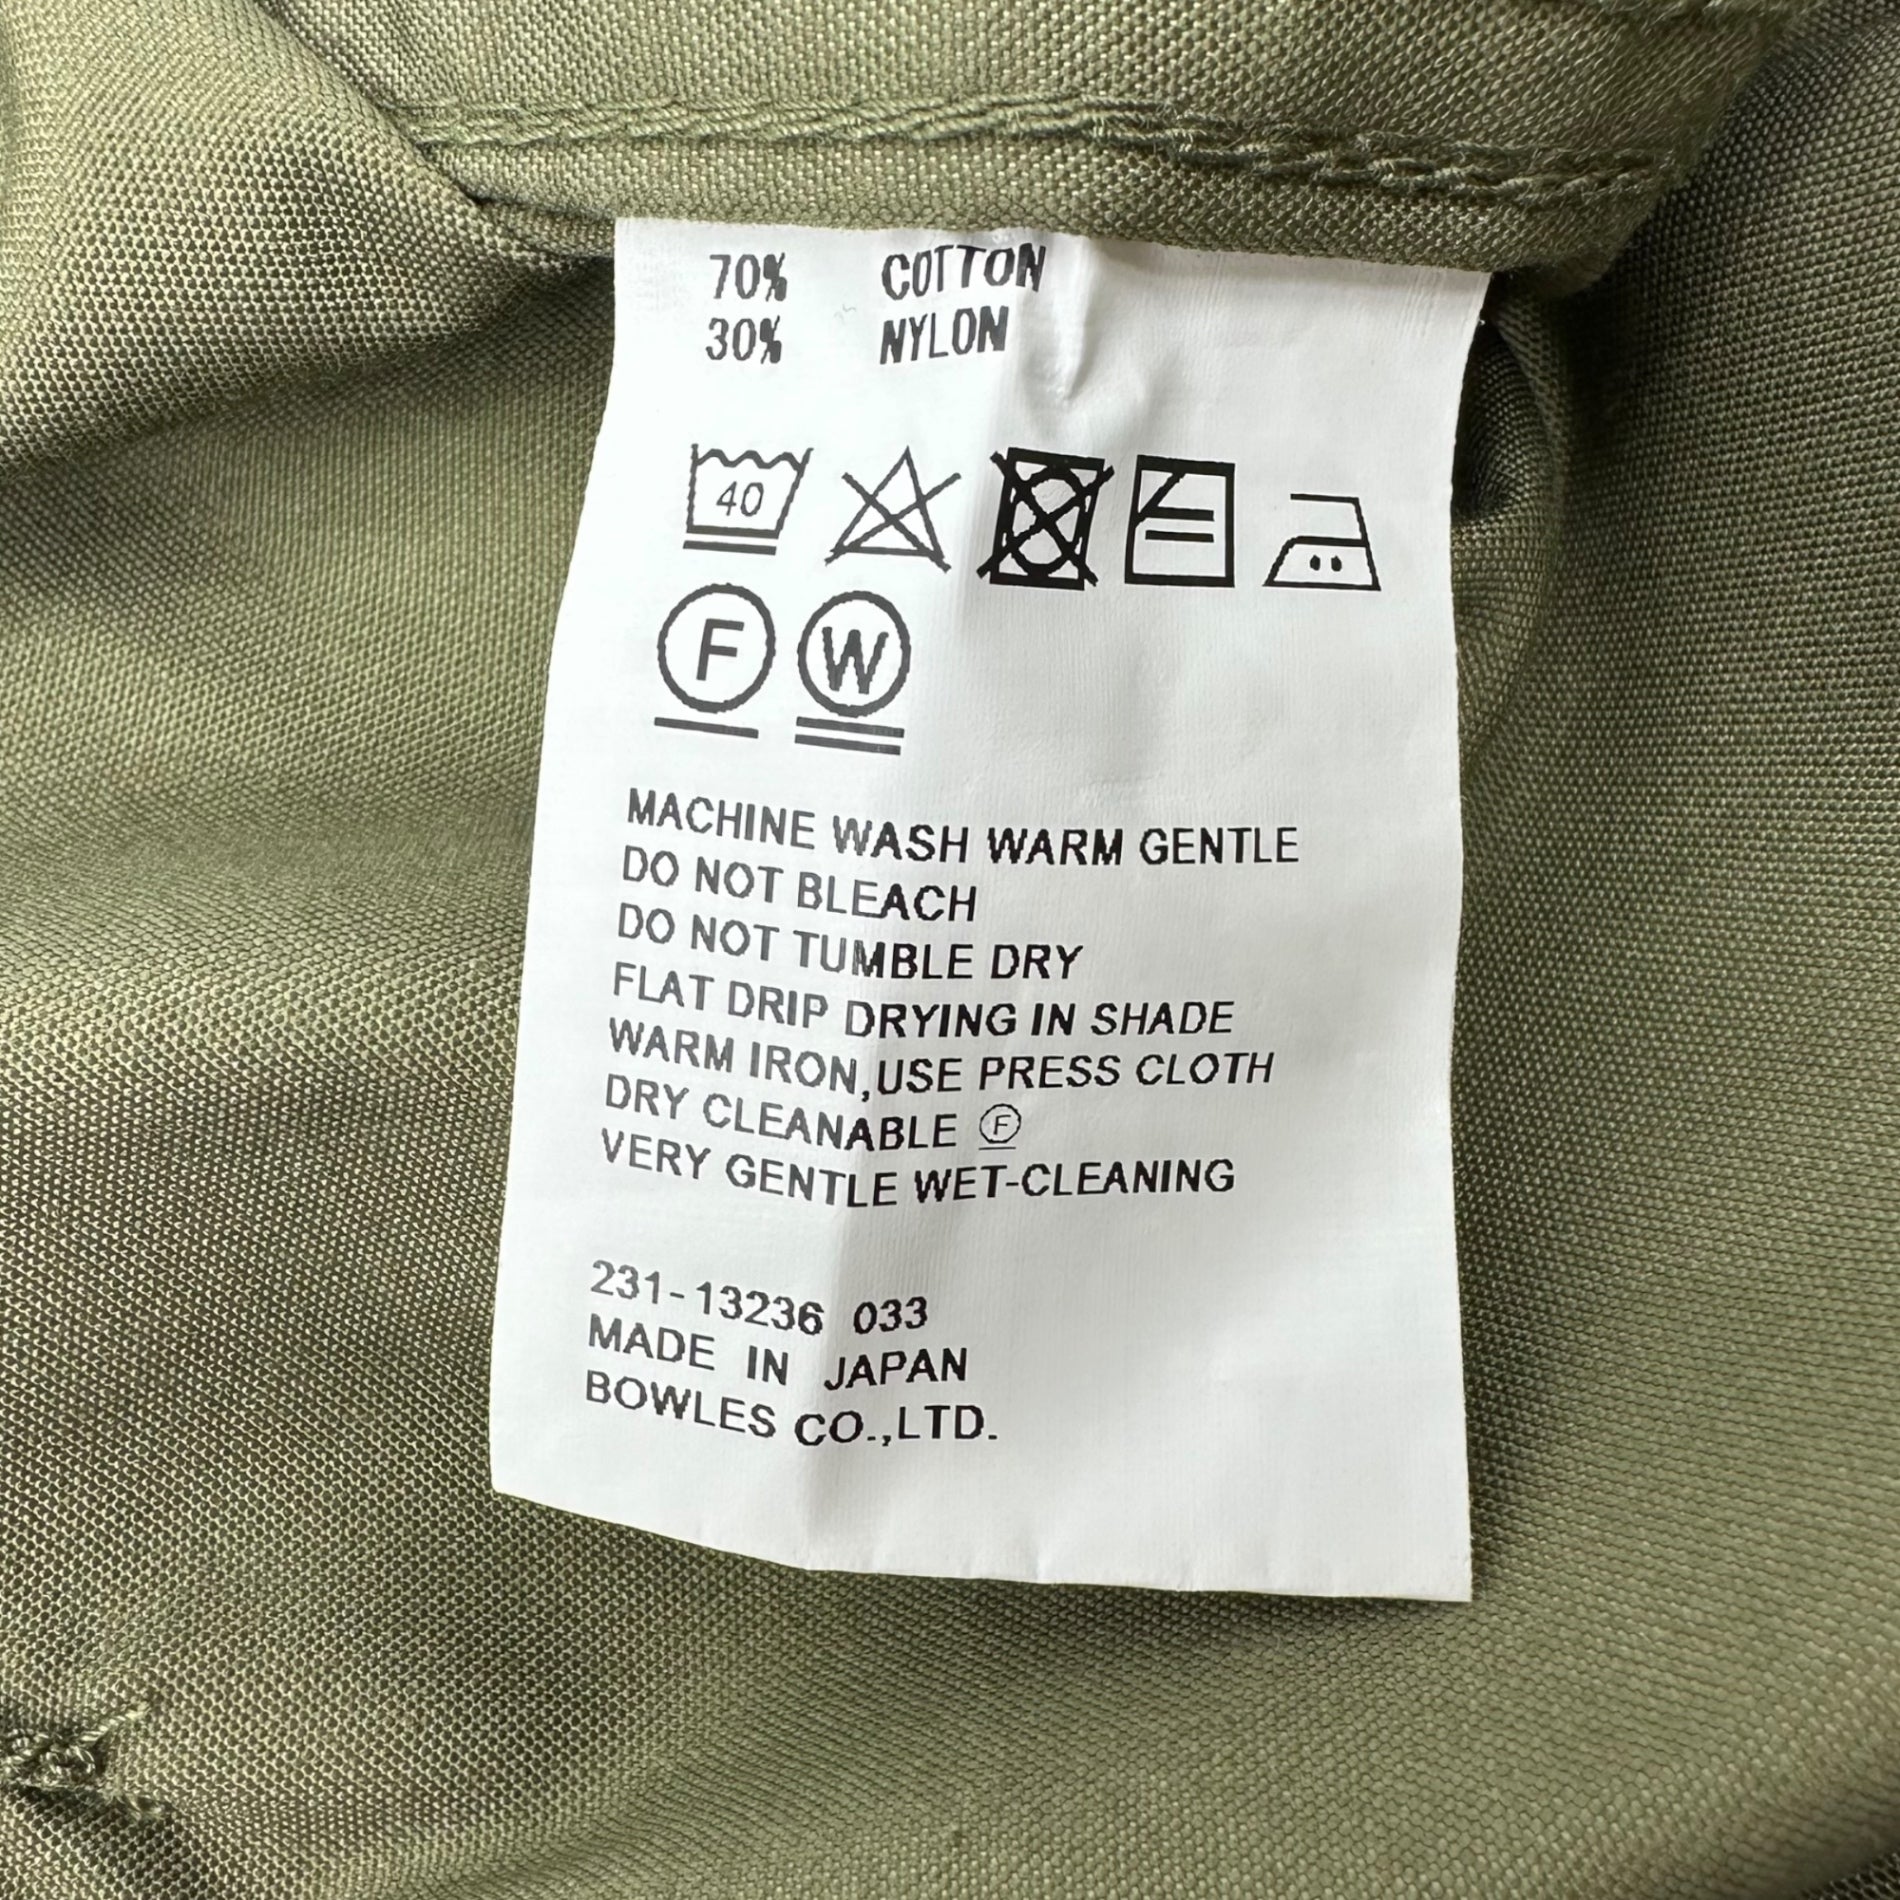 70% COTTON
30% NYLON
40
F W
MACHINE WASH WARM GENTLE
DO NOT BLEACH
DO NOT TUMBLE DRY
FLAT DRIP DRYING IN SHADE
WARM IRON,USE PRESS CLOTH
DRY CLEANABLE Ⓕ
VERY GENTLE WET-CLEANING
231-13236 033
MADE IN JAPAN
BOWLES CO.,LTD.